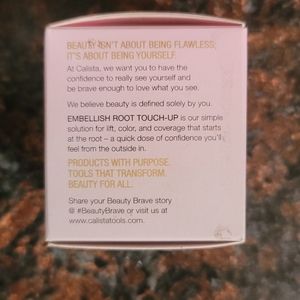 BEAUTY ISN'T ABOUT BEING FLAWLESS;
IT'S ABOUT BEING YOURSELF.
At Calista, we want you to have the
confidence to really see yourself and
be brave enough to love what you see.
We believe beauty is defined solely by you.
EMBELLISH ROOT TOUCH-UP is our simple
solution for lift, color, and coverage that starts
at the root – a quick dose of confidence you'll
feel from the outside in.
PRODUCTS WITH PURPOSE.
TOOLS THAT TRANSFORM.
BEAUTY FOR ALL.
Share your Beauty Brave story
@ #BeautyBrave or visit us at
www.calistatools.com.